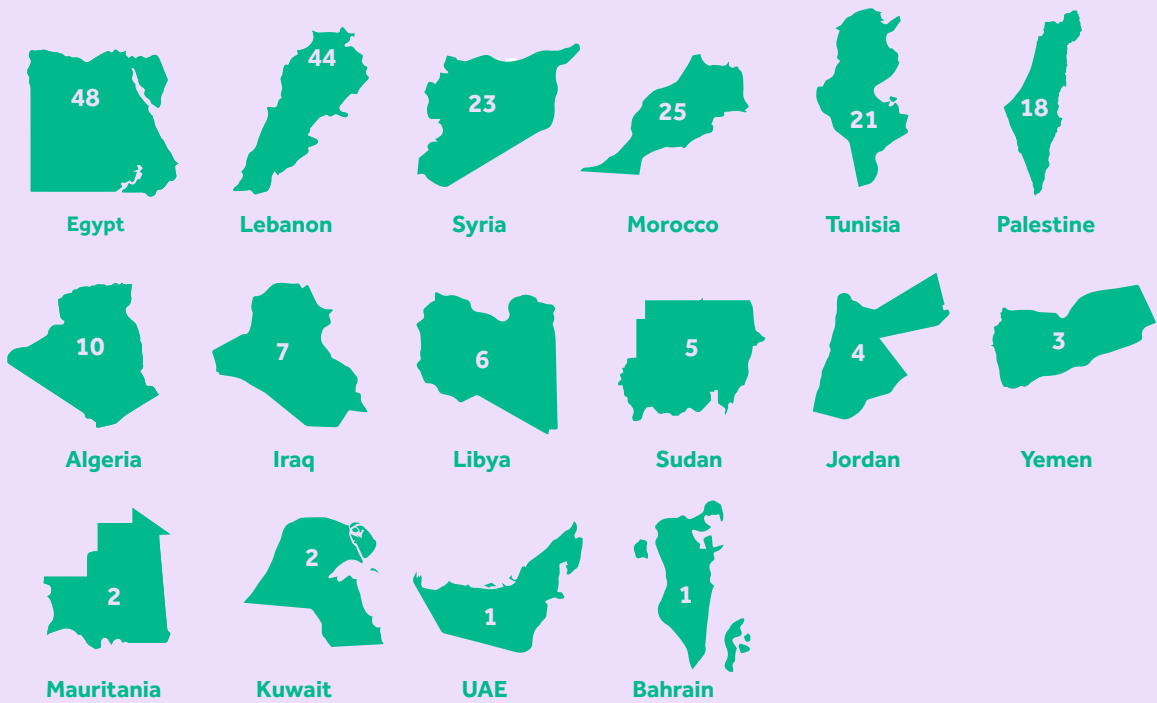 48 44 23 25 21 18
Egypt Lebanon Syria Morocco Tunisia Palestine
10 7 6 5 4 3
Algeria Iraq Libya Sudan Jordan Yemen
2 2 1 1
Mauritania Kuwait UAE Bahrain